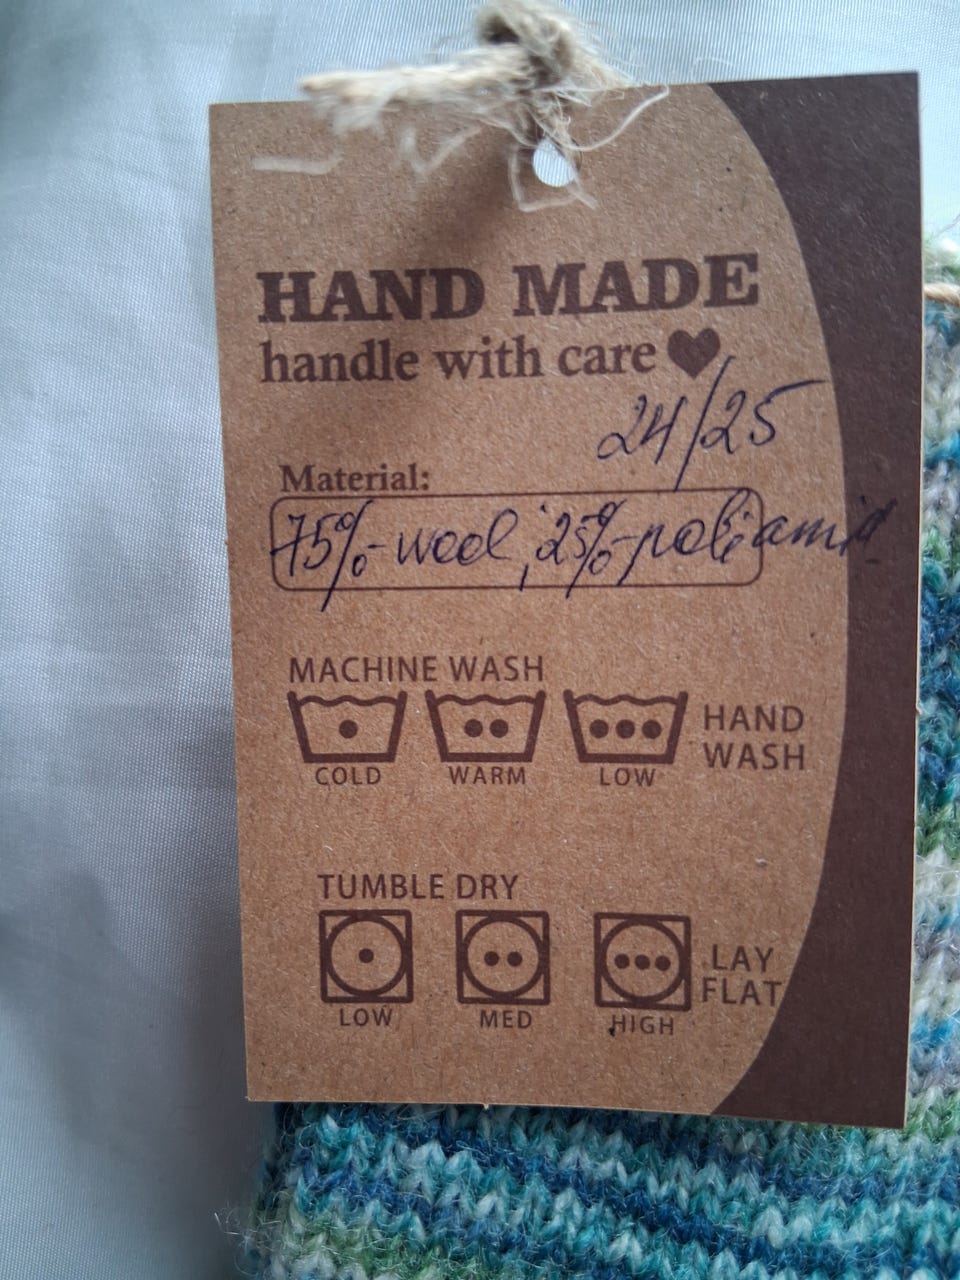 HAND MADE
handle with care
24/25
Material:
75%-wool, 25%-poliamid
MACHINE WASH
COLD WARM LOW HAND WASH
TUMBLE DRY
LOW MED HIGH LAY FLAT